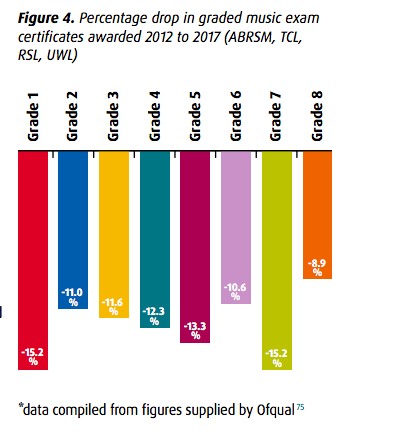 Figure 4. Percentage drop in graded music exam
certificates awarded 2012 to 2017 (ABRSM, TCL,
RSL, UWL)
Grade 1
Grade 2
Grade 3
Grade 4
Grade 5
Grade 6
Grade 7
Grade 8
-15.2
%
-11.0
%
-11.6
%
-12.3
%
-13.3
%
-10.6
%
-15.2
%
-8.9
%
*data compiled from figures supplied by Ofqual 75